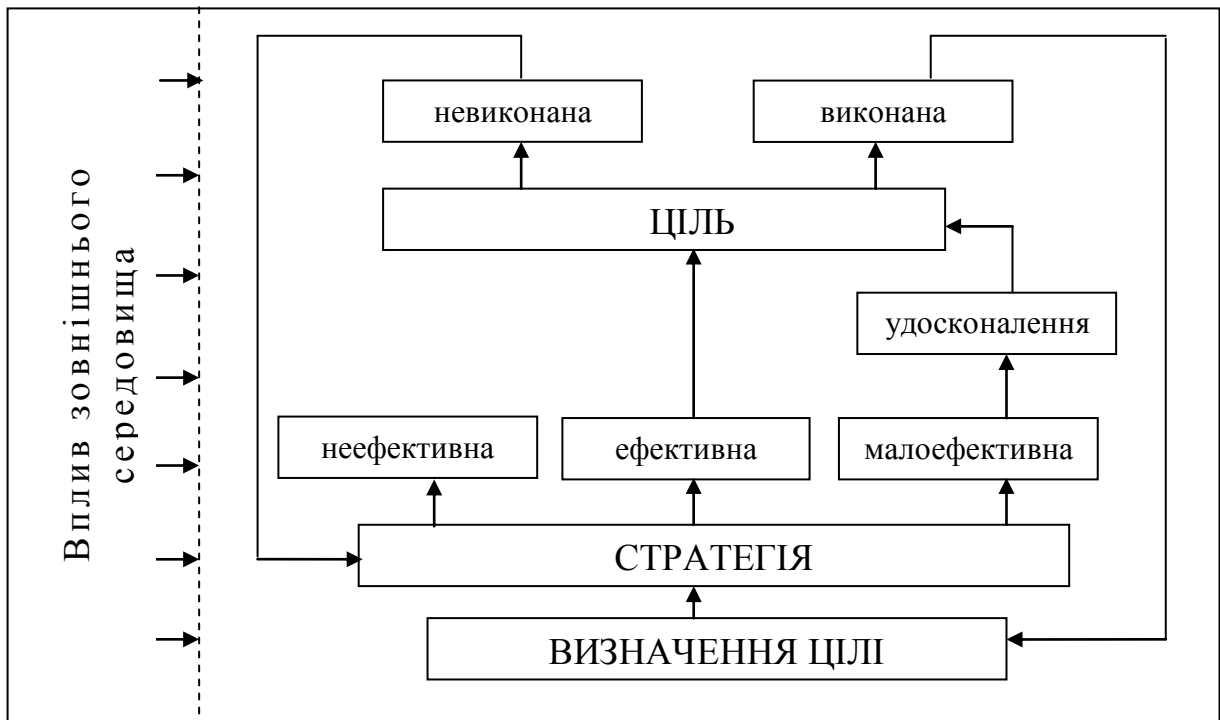 Вплив зовнішнього
середовища
невиконана
виконана
ЦІЛЬ
удосконалення
неефективна
ефективна
малоефективна
СТРАТЕГІЯ
ВИЗНАЧЕННЯ ЦІЛІ